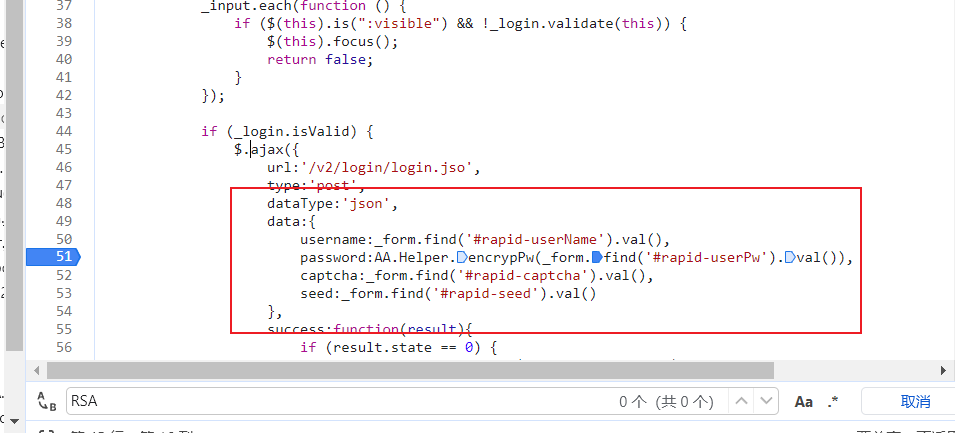 37 _input.each(function () {
38 if ($(this).is(":visible") && !_login.validate(this)) {
39 $(this).focus();
40 return false;
41 }
42 });
43
44 if (_login.isValid) {
45 $.ajax({
46 url:'/v2/login/login.jso',
47 type:'post',
48 dataType:'json',
49 data:{
50 username:_form.find('#rapid-userName').val(),
51 password:AA.Helper.encrypPw(_form.find('#rapid-userPw').val()),
52 captcha:_form.find('#rapid-captcha').val(),
53 seed:_form.find('#rapid-seed').val()
54 },
55 success:function(result){
56 if (result.state == 0) {
RSA 0 个 (共 0 个) Aa .* 取消